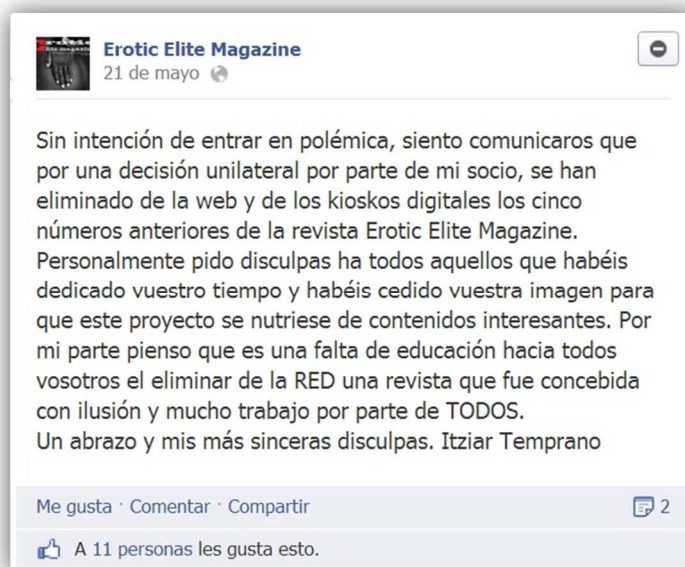 Erotic Elite Magazine
21 de mayo
Sin intención de entrar en polémica, siento comunicaros que
por una decisión unilateral por parte de mi socio, se han
eliminado de la web y de los kioskos digitales los cinco
números anteriores de la revista Erotic Elite Magazine.
Personalmente pido disculpas ha todos aquellos que habéis
dedicado vuestro tiempo y habéis cedido vuestra imagen para
que este proyecto se nutriese de contenidos interesantes. Por
mi parte pienso que es una falta de educación hacia todos
vosotros el eliminar de la RED una revista que fue concebida
con ilusión y mucho trabajo por parte de TODOS.
Un abrazo y mis más sinceras disculpas. Itziar Temprano
Me gusta · Comentar · Compartir 2
A 11 personas les gusta esto.